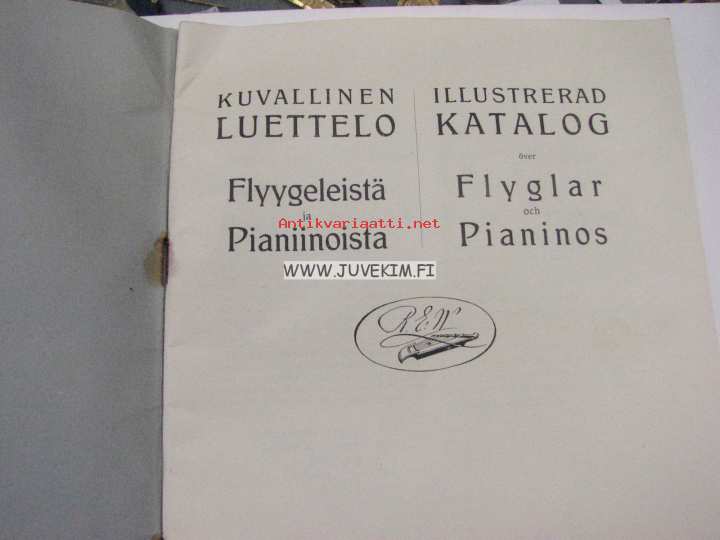 KUVALLINEN
LUETTELO
Flyygeleistä
ja
Pianiinoista
ILLUSTRERAD
KATALOG
över
Flyglar
och
Pianinos
Antikvariaatti.net
WWW.JUVEKIM.FI
R.E.W